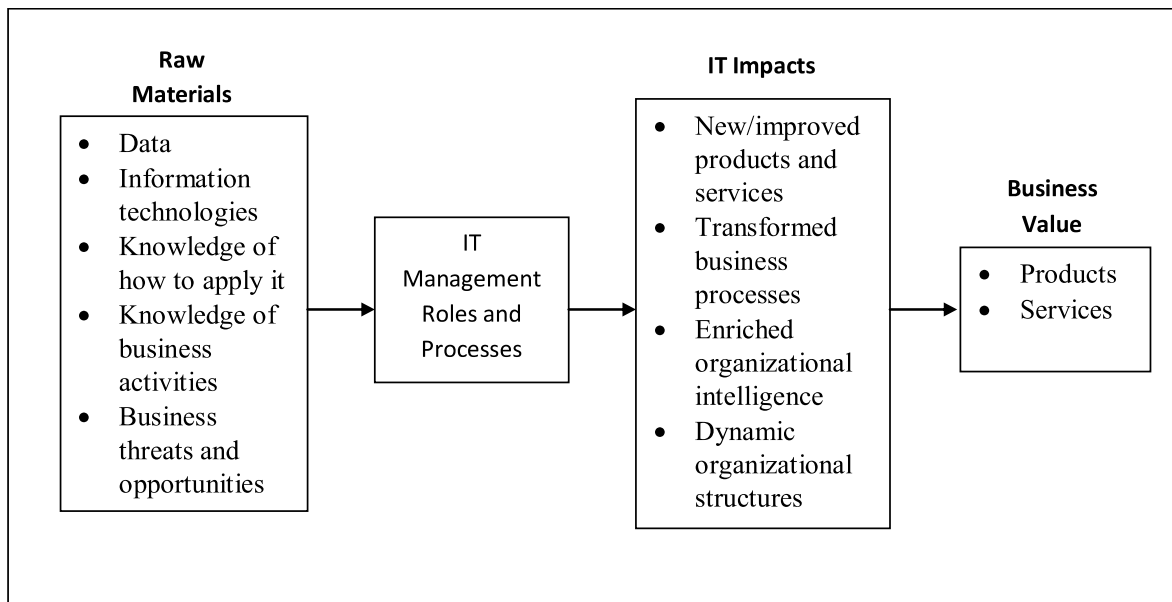 Raw
Materials
• Data
• Information
technologies
• Knowledge of
how to apply it
• Knowledge of
business
activities
• Business
threats and
opportunities
IT
Management
Roles and
Processes
IT Impacts
• New/improved
products and
services
• Transformed
business
processes
• Enriched
organizational
intelligence
• Dynamic
organizational
structures
Business
Value
• Products
• Services